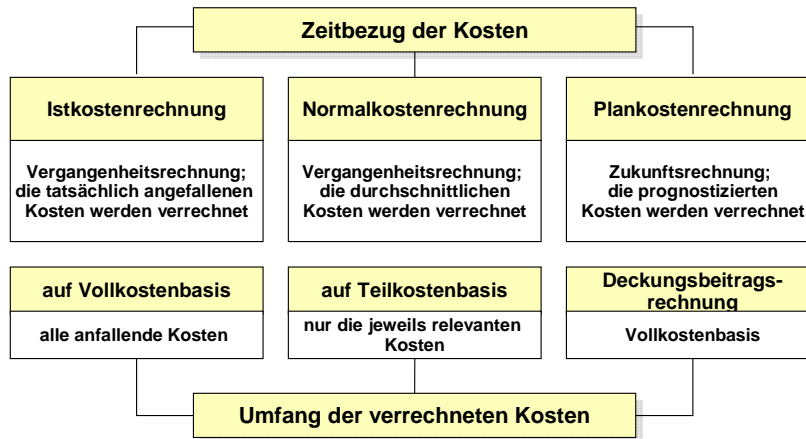 Zeitbezug der Kosten
Istkostenrechnung
Vergangenheitsrechnung;
die tatsächlich angefallenen
Kosten werden verrechnet
Normalkostenrechnung
Vergangenheitsrechnung;
die durchschnittlichen
Kosten werden verrechnet
Plankostenrechnung
Zukunftsrechnung;
die prognostizierten
Kosten werden verrechnet
auf Vollkostenbasis
alle anfallende Kosten
auf Teilkostenbasis
nur die jeweils relevanten
Kosten
Deckungsbeitrags-
rechnung
Vollkostenbasis
Umfang der verrechneten Kosten